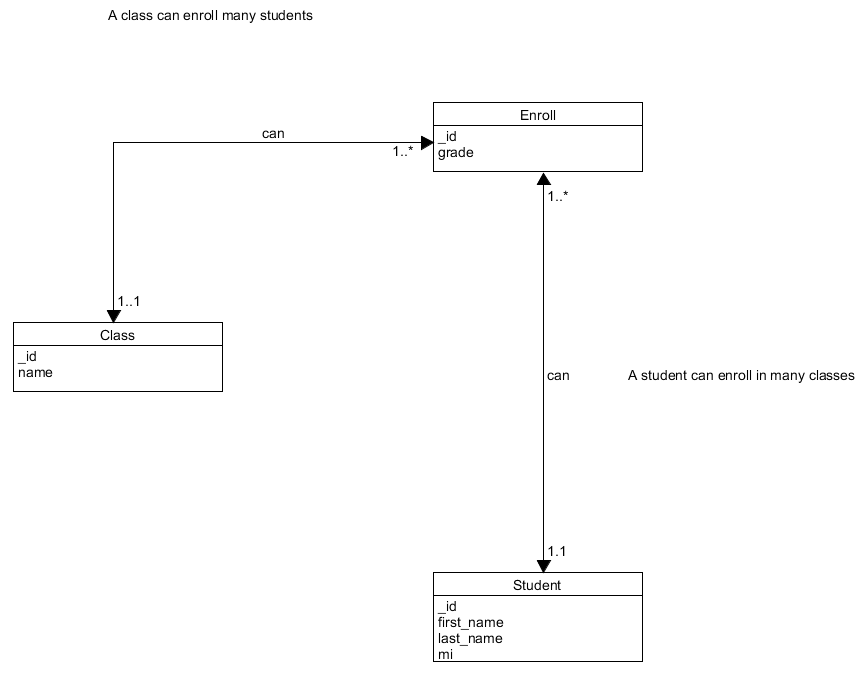 A class can enroll many students
Enroll
_id
grade
can
1..*
1..*
1..1
Class
_id
name
can
A student can enroll in many classes
1.1
Student
_id
first_name
last_name
mi